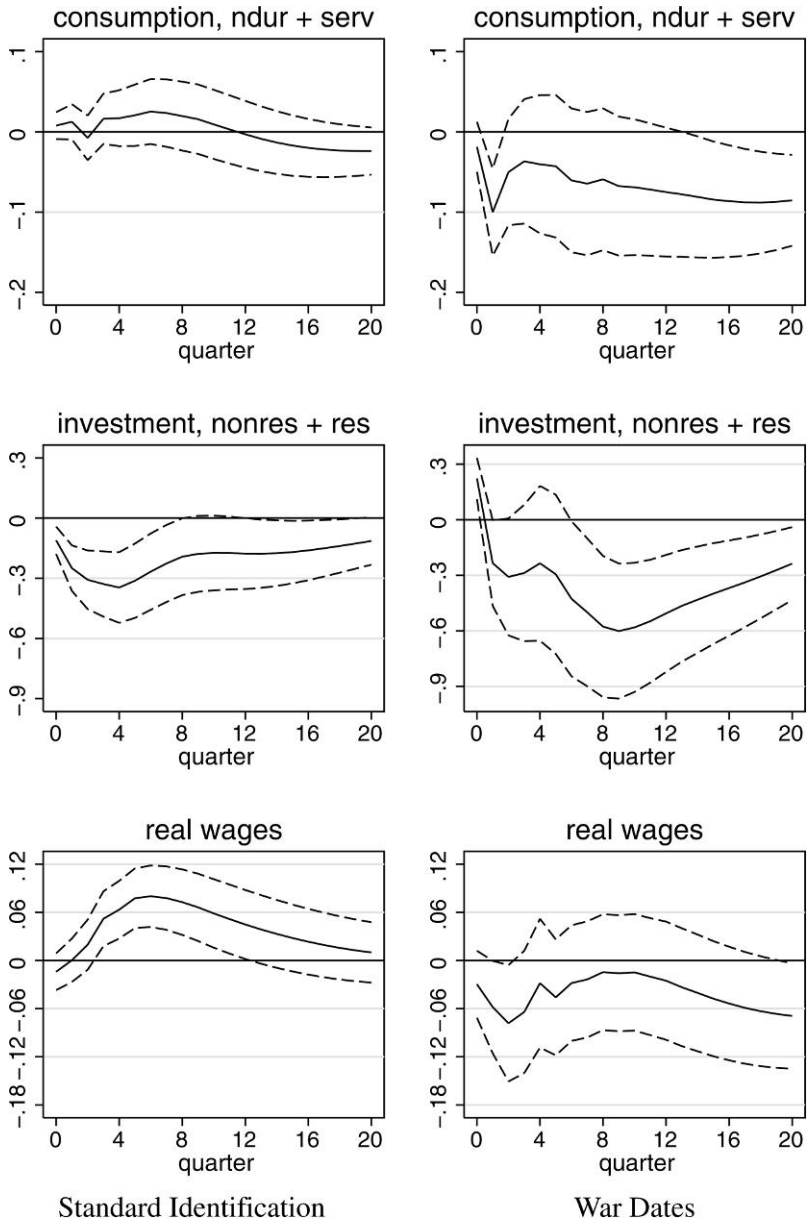 consumption, ndur + serv
.1
0
-.1
-.2
0 4 8 12 16 20
quarter
consumption, ndur + serv
.1
0
-.1
-.2
0 4 8 12 16 20
quarter
investment, nonres + res
.3
0
-.3
-.6
-.9
0 4 8 12 16 20
quarter
investment, nonres + res
.3
0
-.3
-.6
-.9
0 4 8 12 16 20
quarter
real wages
.12
.06
0
-.06
-.12
-.18
0 4 8 12 16 20
quarter
real wages
.12
.06
0
-.06
-.12
-.18
0 4 8 12 16 20
quarter
Standard Identification
War Dates